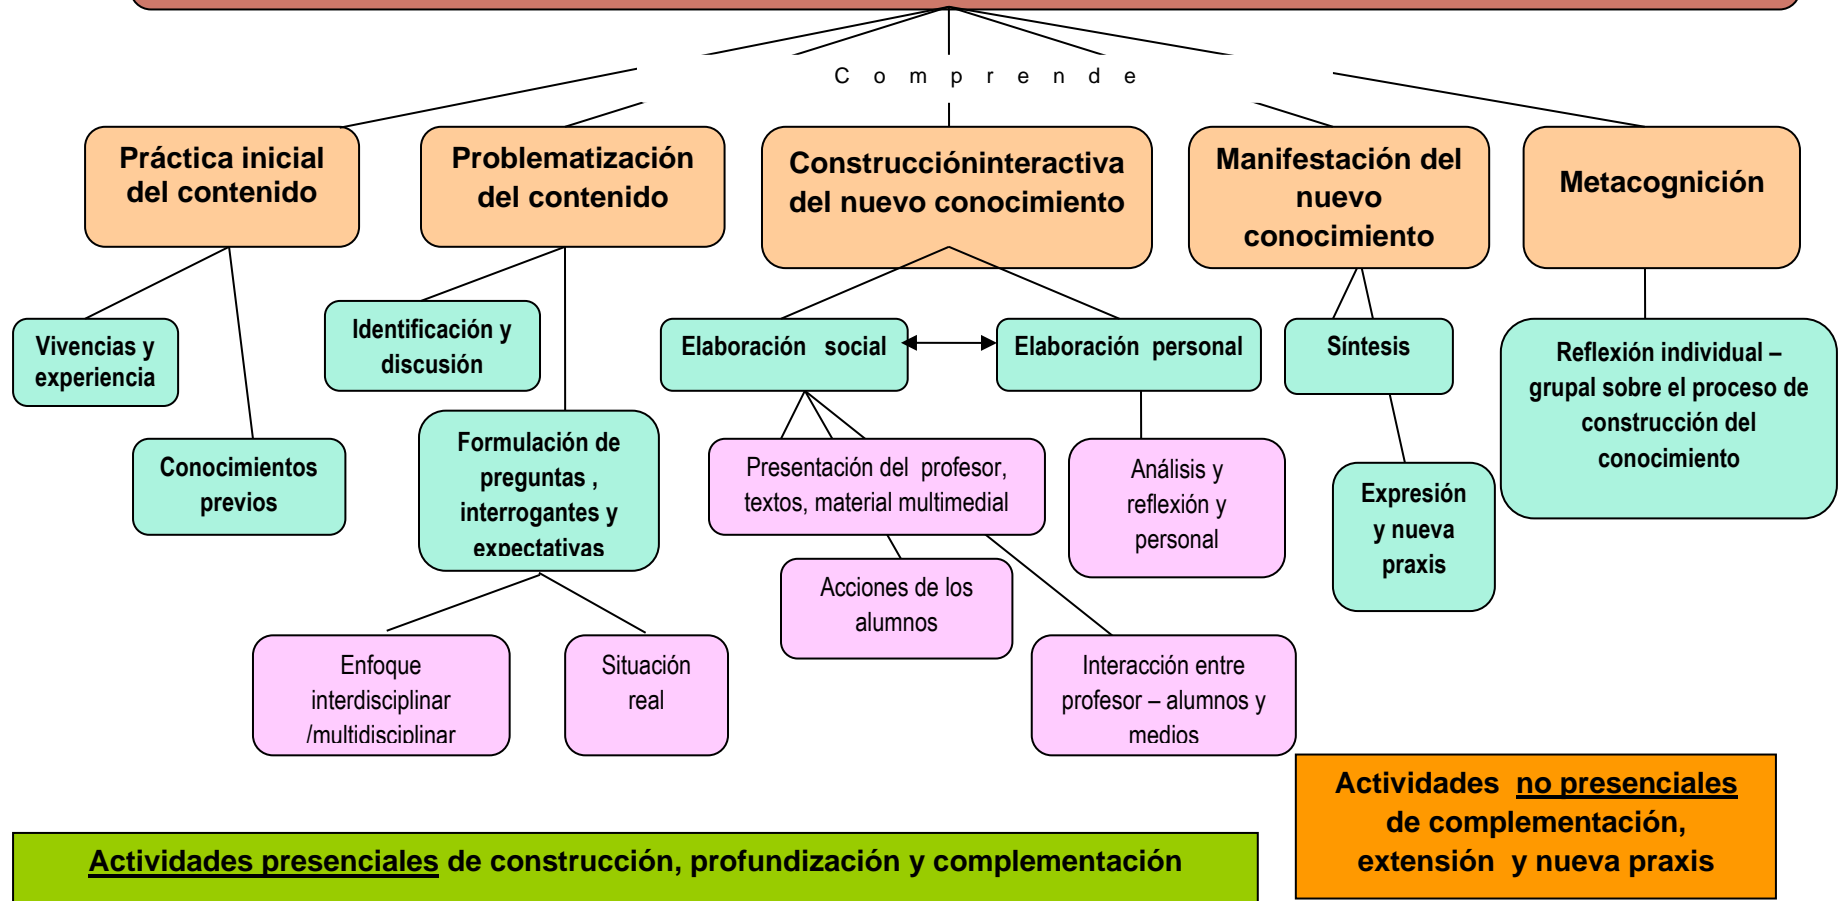 C o m p r e n d e
Práctica inicial
del contenido
Problematización
del contenido
Construccióninteractiva
del nuevo conocimiento
Manifestación del
nuevo
conocimiento
Metacognición
Vivencias y
experiencia
Conocimientos
previos
Identificación y
discusión
Formulación de
preguntas ,
interrogantes y
expectativas
Elaboración social
Elaboración personal
Síntesis
Reflexión individual –
grupal sobre el proceso de
construcción del
conocimiento
Presentación del profesor,
textos, material multimedial
Análisis y
reflexión y
personal
Expresión
y nueva
praxis
Acciones de los
alumnos
Enfoque
interdisciplinar
/multidisciplinar
Situación
real
Interacción entre
profesor – alumnos y
medios
Actividades no presenciales
de complementación,
extensión y nueva praxis
Actividades presenciales de construcción, profundización y complementación